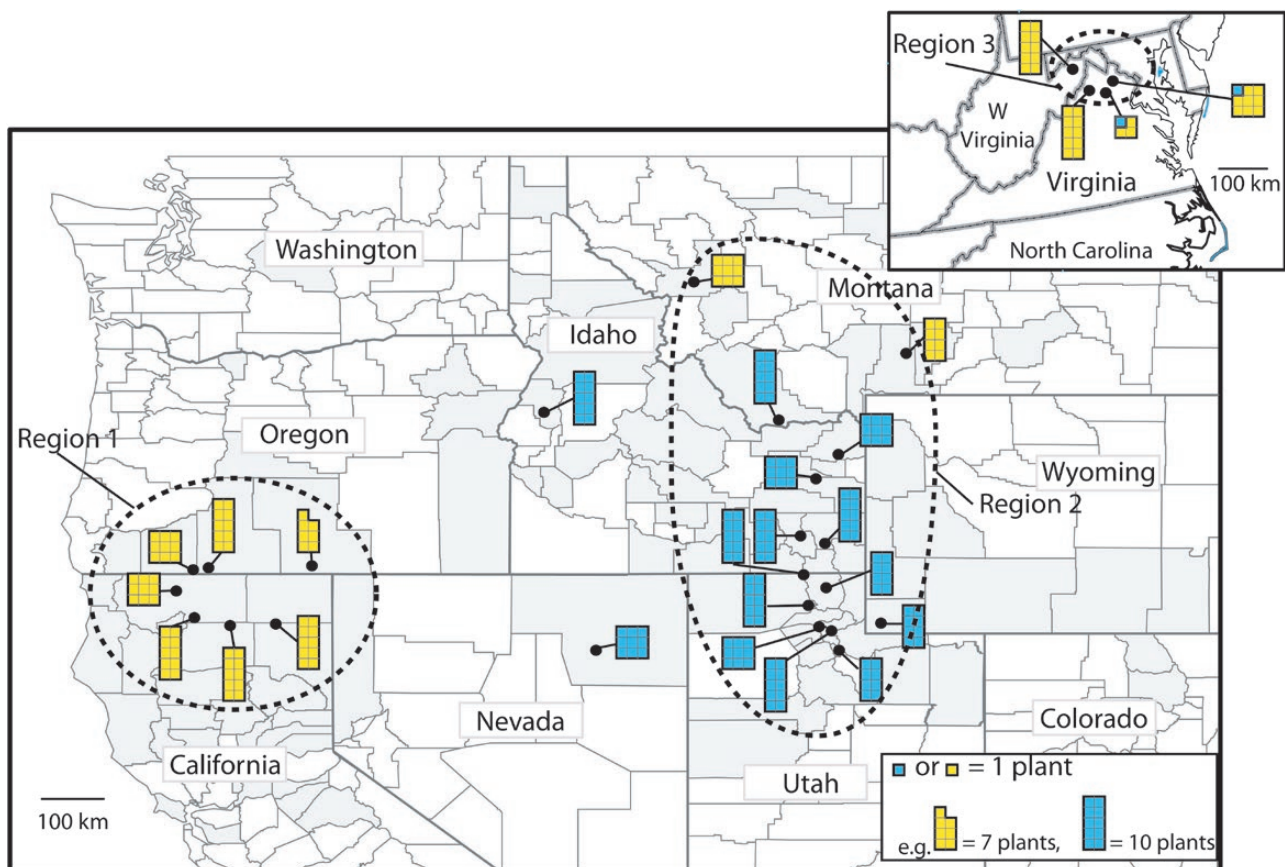 Region 3
W
Virginia
Virginia
100 km
North Carolina
Washington
Montana
Idaho
Region 1
Oregon
Wyoming
Region 2
Nevada
Colorado
California
Utah
100 km
or = 1 plant
e.g. = 7 plants, = 10 plants